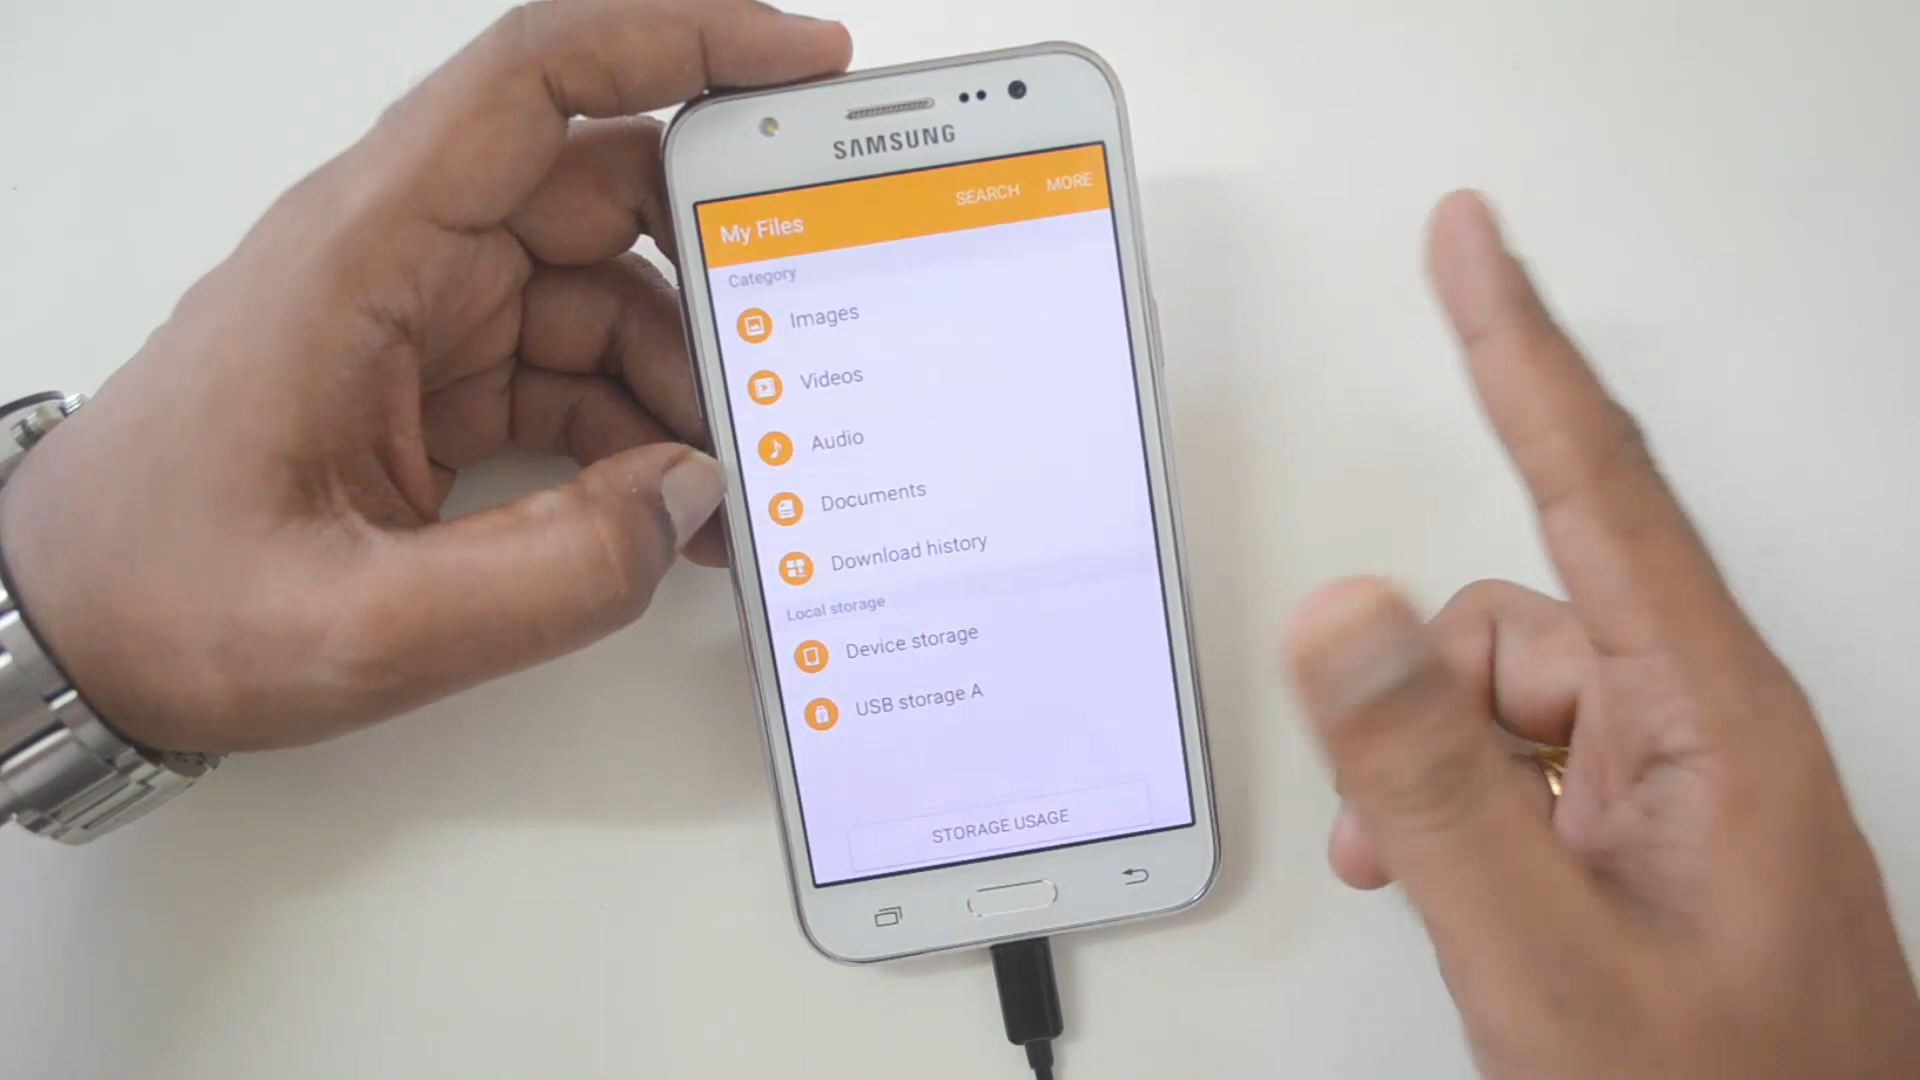 SAMSUNG
My Files SEARCH MORE
Category
Images
Videos
Audio
Documents
Download history
Local storage
Device storage
USB storage A
STORAGE USAGE